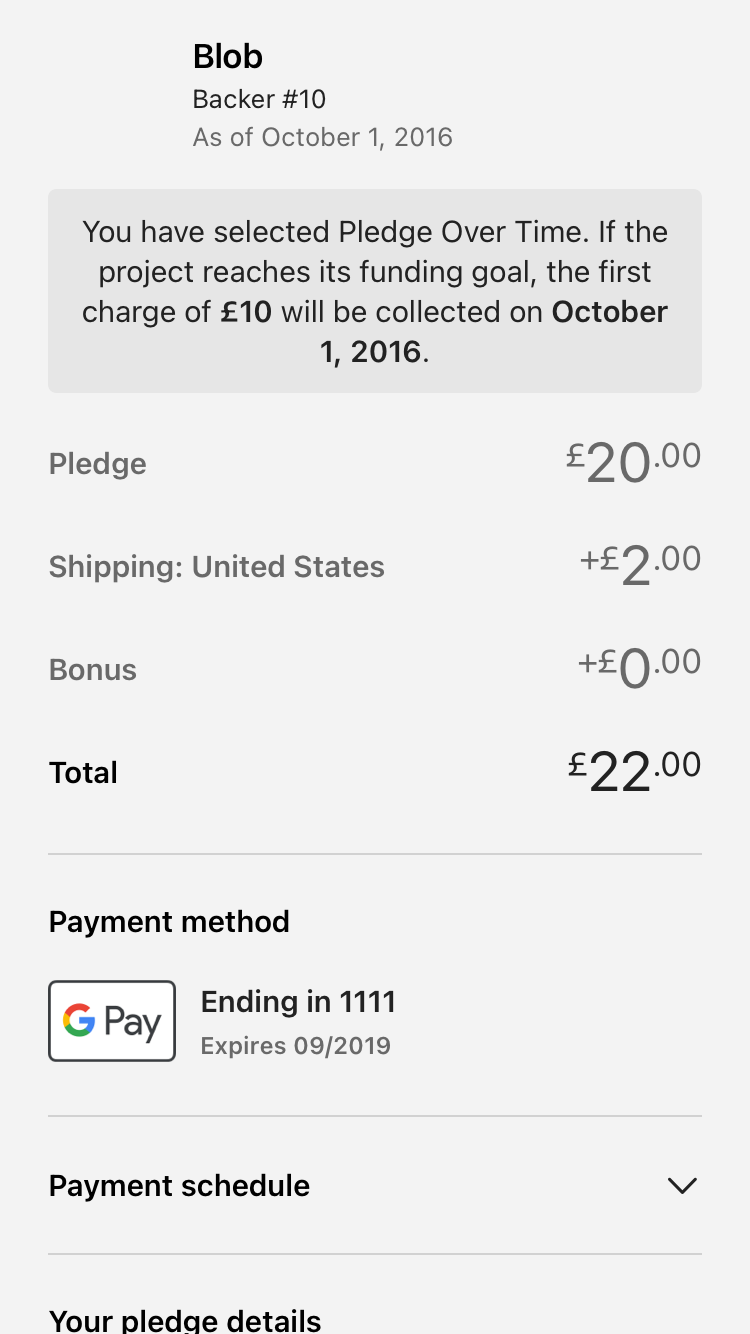 Blob
Backer #10
As of October 1, 2016
You have selected Pledge Over Time. If the
project reaches its funding goal, the first
charge of £10 will be collected on October
1, 2016.
Pledge £20.00
Shipping: United States +£2.00
Bonus +£0.00
Total £22.00
Payment method
G Pay Ending in 1111
Expires 09/2019
Payment schedule
Your pledge details